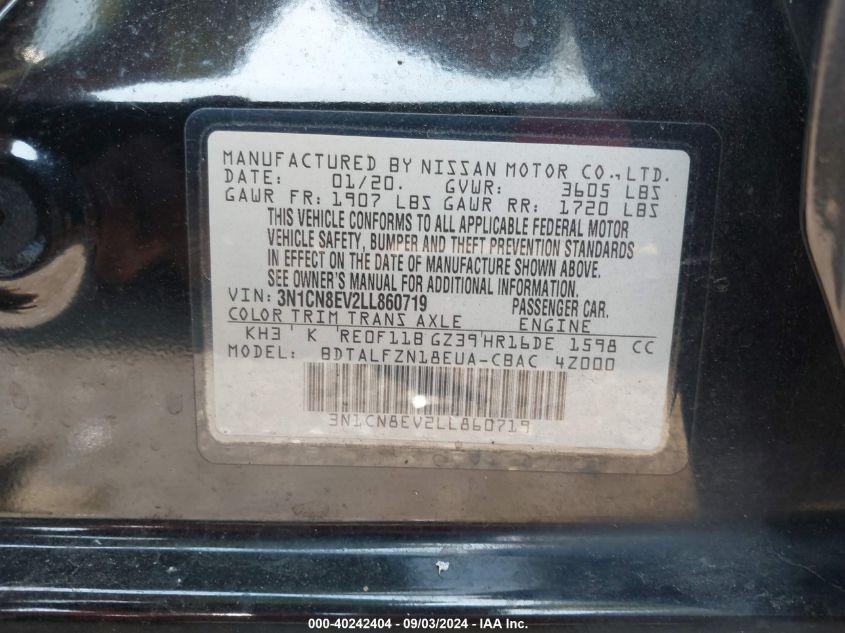 MANUFACTURED BY NISSAN MOTOR CO., LTD.
DATE: 01/20. GVWR: 3605 LBS
GAWR FR: 1907 LBS GAWR RR: 1720 LBS
THIS VEHICLE CONFORMS TO ALL APPLICABLE FEDERAL MOTOR
VEHICLE SAFETY, BUMPER AND THEFT PREVENTION STANDARDS
IN EFFECT ON THE DATE OF MANUFACTURE SHOWN ABOVE.
SEE OWNER'S MANUAL FOR ADDITIONAL INFORMATION.
VIN: 3N1CN8EV2LL860719 PASSENGER CAR.
COLOR TRIM TRANS AXLE ENGINE
KH3 ' K 'RE0F11B GZ39'HR16DE 1598 CC
MODEL: BDTALFZN18EUA-CBAC 4Z000
3N1CN8EV2LL860719
000-40242404 - 09/03/2024 - IAA Inc.